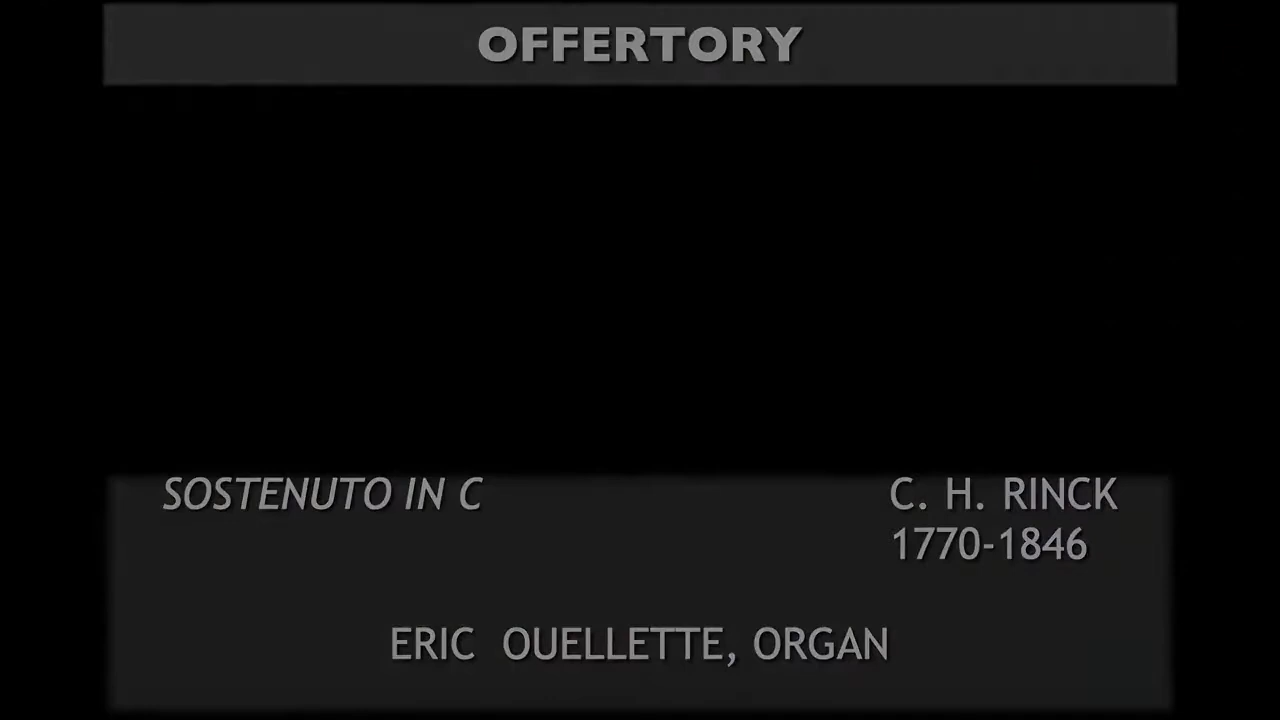 OFFERTORY
SOSTENUTO IN C
C. H. RINCK
1770-1846
ERIC OUELLETTE, ORGAN